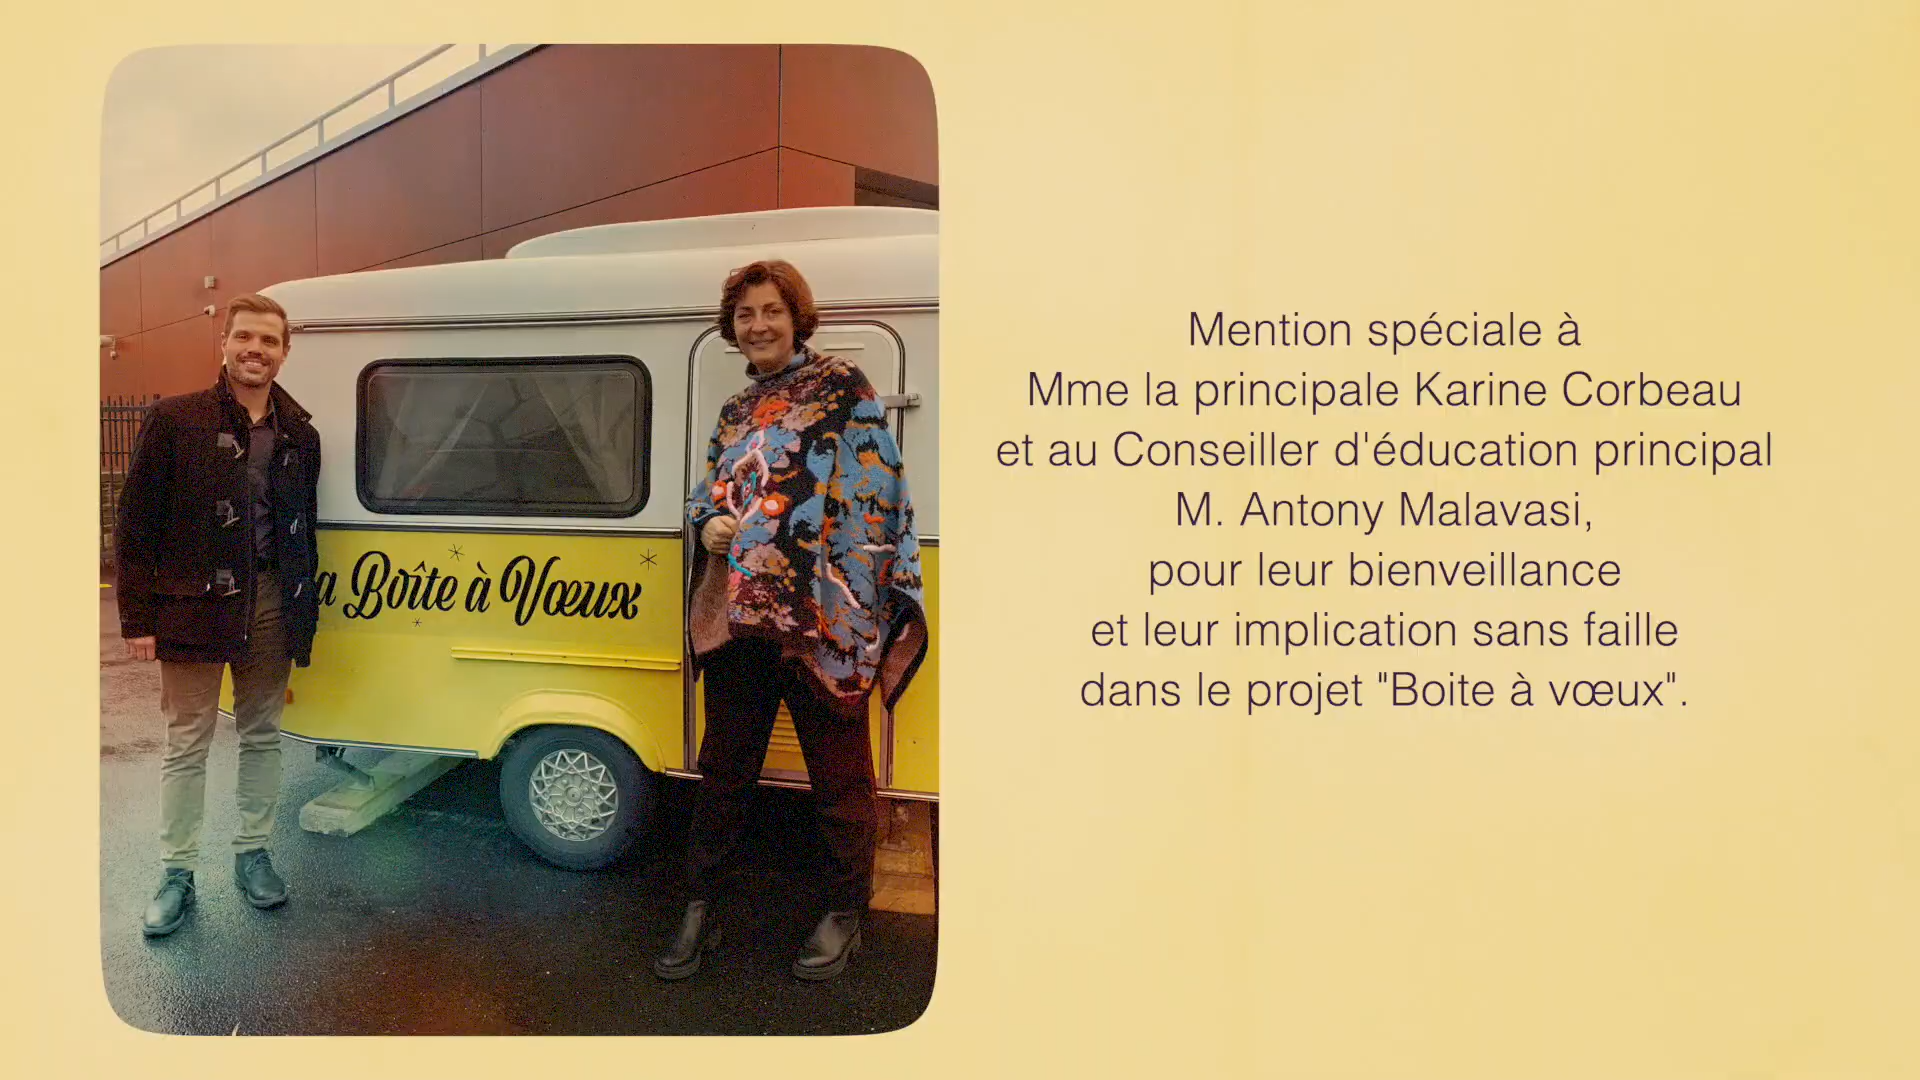 a Boîte à Vœux
Mention spéciale à
Mme la principale Karine Corbeau
et au Conseiller d'éducation principal
M. Antony Malavasi,
pour leur bienveillance
et leur implication sans faille
dans le projet "Boite à vœux".